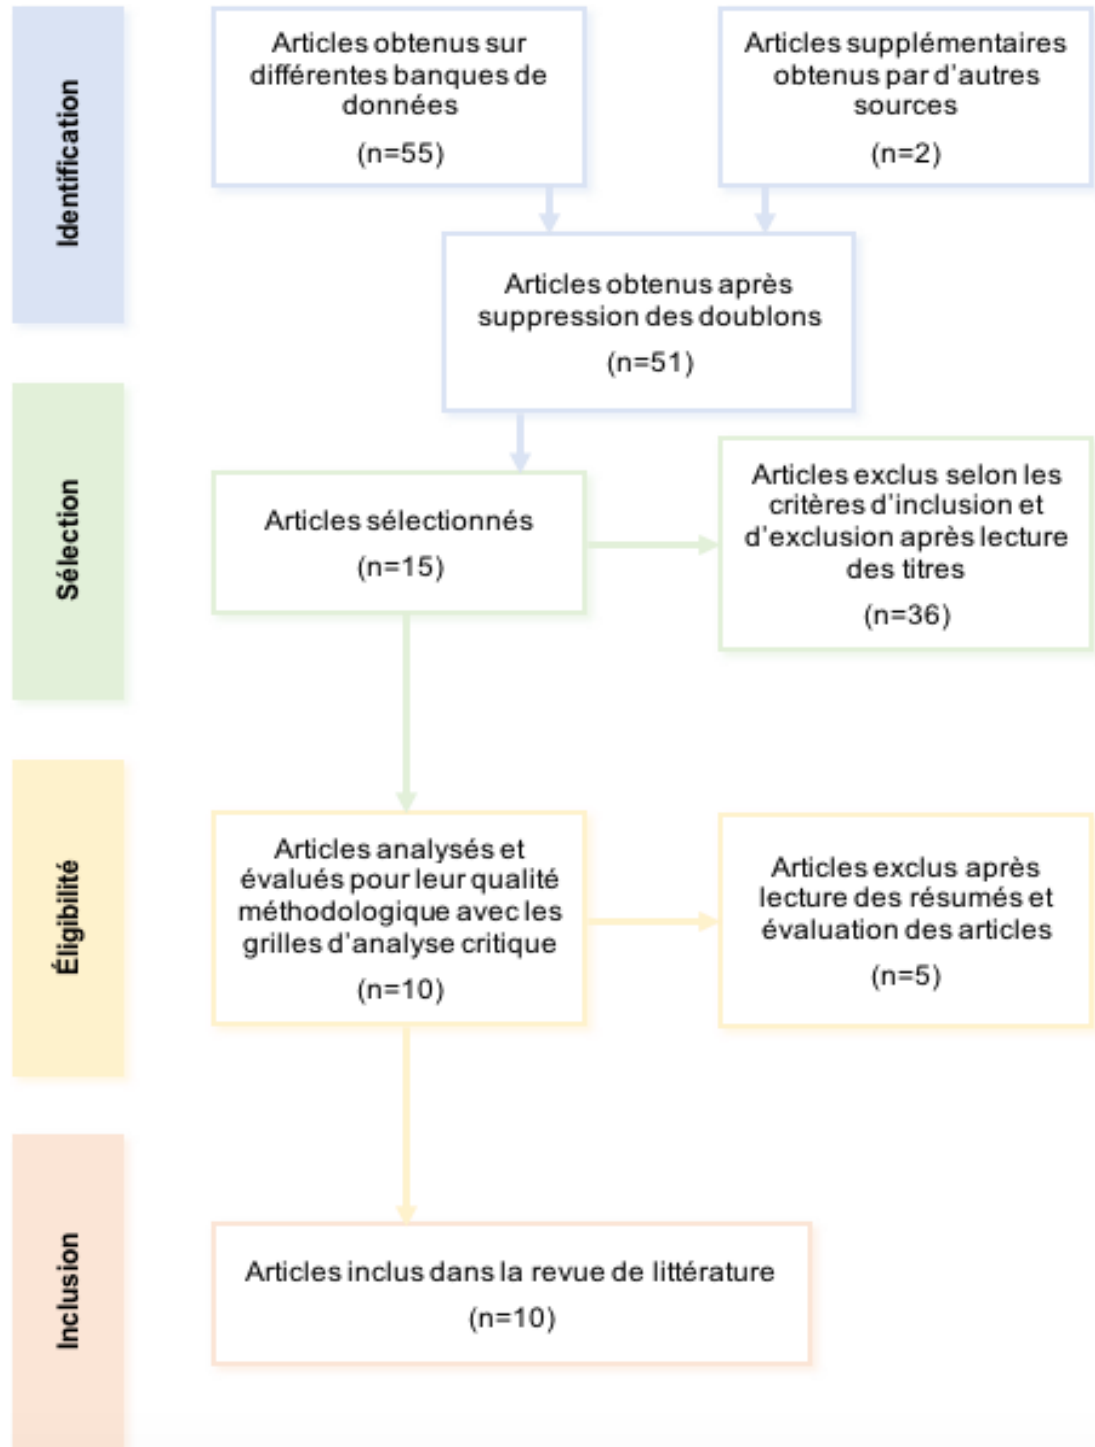 Identification
Articles obtenus sur
différentes banques de
données
(n=55)
Articles supplémentaires
obtenus par d'autres
sources
(n=2)
Articles obtenus après
suppression des doublons
(n=51)
Sélection
Articles sélectionnés
(n=15)
Articles exclus selon les
critères d'inclusion et
d'exclusion après lecture
des titres
(n=36)
Éligibilité
Articles analysés et
évalués pour leur qualité
méthodologique avec les
grilles d'analyse critique
(n=10)
Articles exclus après
lecture des résumés et
évaluation des articles
(n=5)
Inclusion
Articles inclus dans la revue de littérature
(n=10)